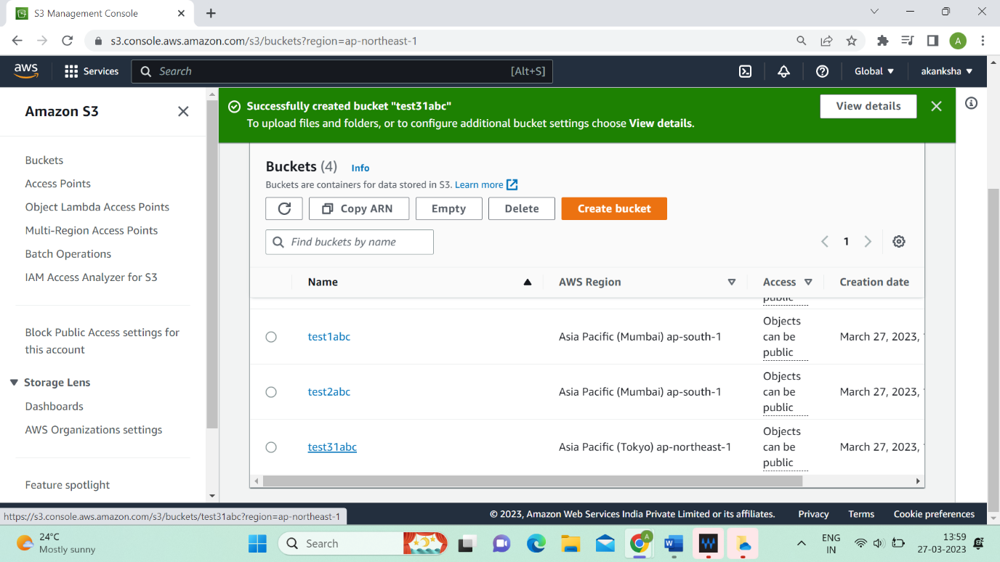 S3 Management Console
s3.console.aws.amazon.com/s3/buckets?region=ap-northeast-1
A
aws
Services
Search
[Alt+S]
Global
akanksha
Amazon S3
Buckets
Access Points
Object Lambda Access Points
Multi-Region Access Points
Batch Operations
IAM Access Analyzer for S3
Block Public Access settings for
this account
Storage Lens
Dashboards
AWS Organizations settings
Feature spotlight
Successfully created bucket "test31abc"
To upload files and folders, or to configure additional bucket settings choose View details.
View details
Buckets (4) Info
Buckets are containers for data stored in S3. Learn more
Copy ARN
Empty
Delete
Create bucket
Find buckets by name
1
Name AWS Region Access Creation date
public
test1abc Asia Pacific (Mumbai) ap-south-1 Objects can be public March 27, 2023,
test2abc Asia Pacific (Mumbai) ap-south-1 Objects can be public March 27, 2023,
test31abc Asia Pacific (Tokyo) ap-northeast-1 Objects can be public March 27, 2023,
https://s3.console.aws.amazon.com/s3/buckets/test31abc?region=ap-northeast-1
© 2023, Amazon Web Services India Private Limited or its affiliates.
Privacy
Terms
Cookie preferences
24°C
Mostly sunny
Search
A
W
ENG
IN
13:59
27-03-2023